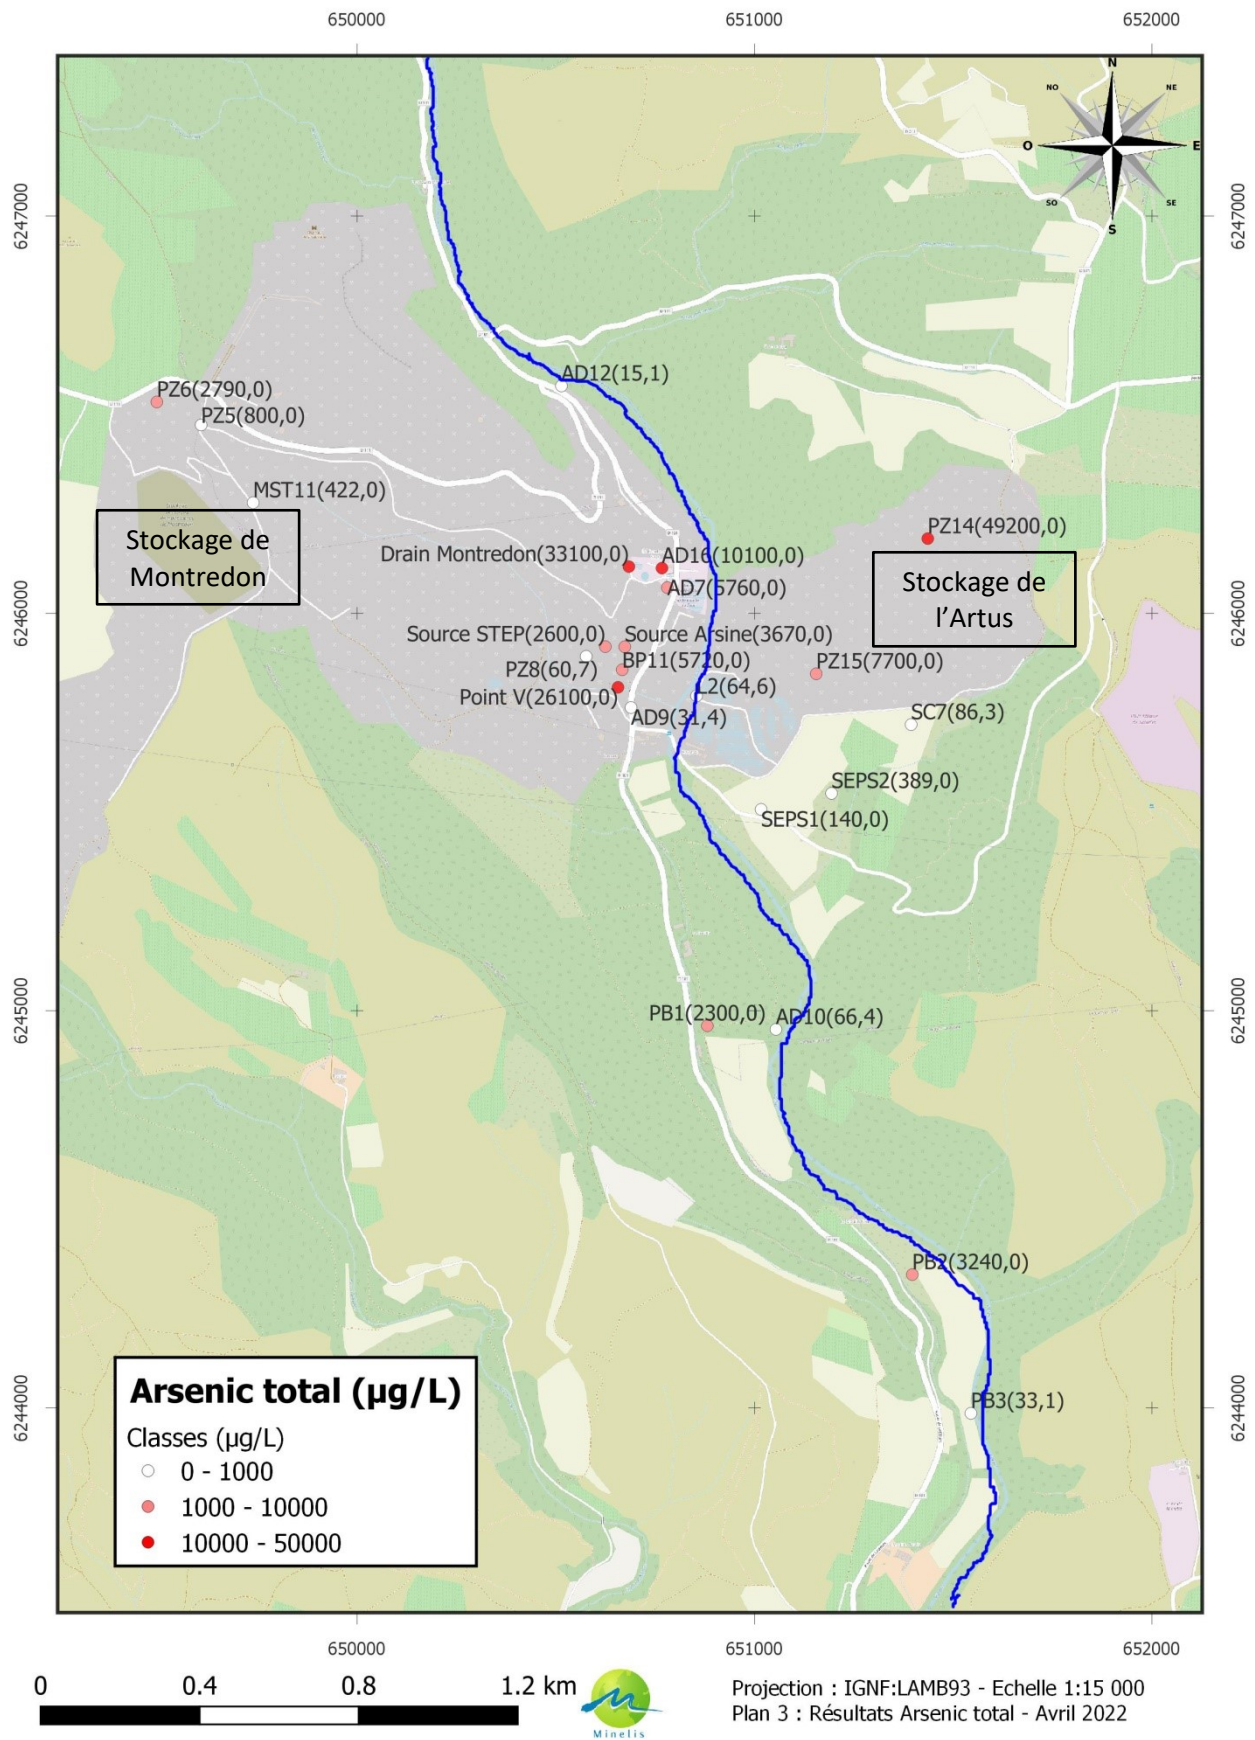 650000
651000
652000
N
NO
NE
O
E
SO
SE
S
6247000
6247000
AD12(15,1)
PZ6(2790,0)
PZ5(800,0)
MST11(422,0)
PZ14(49200,0)
Stockage de
Montredon
Drain Montredon(33100,0)
AD16(10100,0)
Stockage de
l’Artus
AD7(5760,0)
6246000
6246000
Source STEP(2600,0)
Source Arsine(3670,0)
PZ8(60,7)
BP11(5720,0)
PZ15(7700,0)
Point V(26100,0)
L2(64,6)
AD9(31,4)
SC7(86,3)
SEPS2(389,0)
SEPS1(140,0)
6245000
6245000
PB1(2300,0)
AD10(66,4)
PB2(3240,0)
PB3(33,1)
6244000
6244000
Arsenic total (µg/L)
Classes (µg/L)
0 - 1000
1000 - 10000
10000 - 50000
650000
651000
652000
0
0.4
0.8
1.2 km
Minelis
Projection : IGNF:LAMB93 - Echelle 1:15 000
Plan 3 : Résultats Arsenic total - Avril 2022